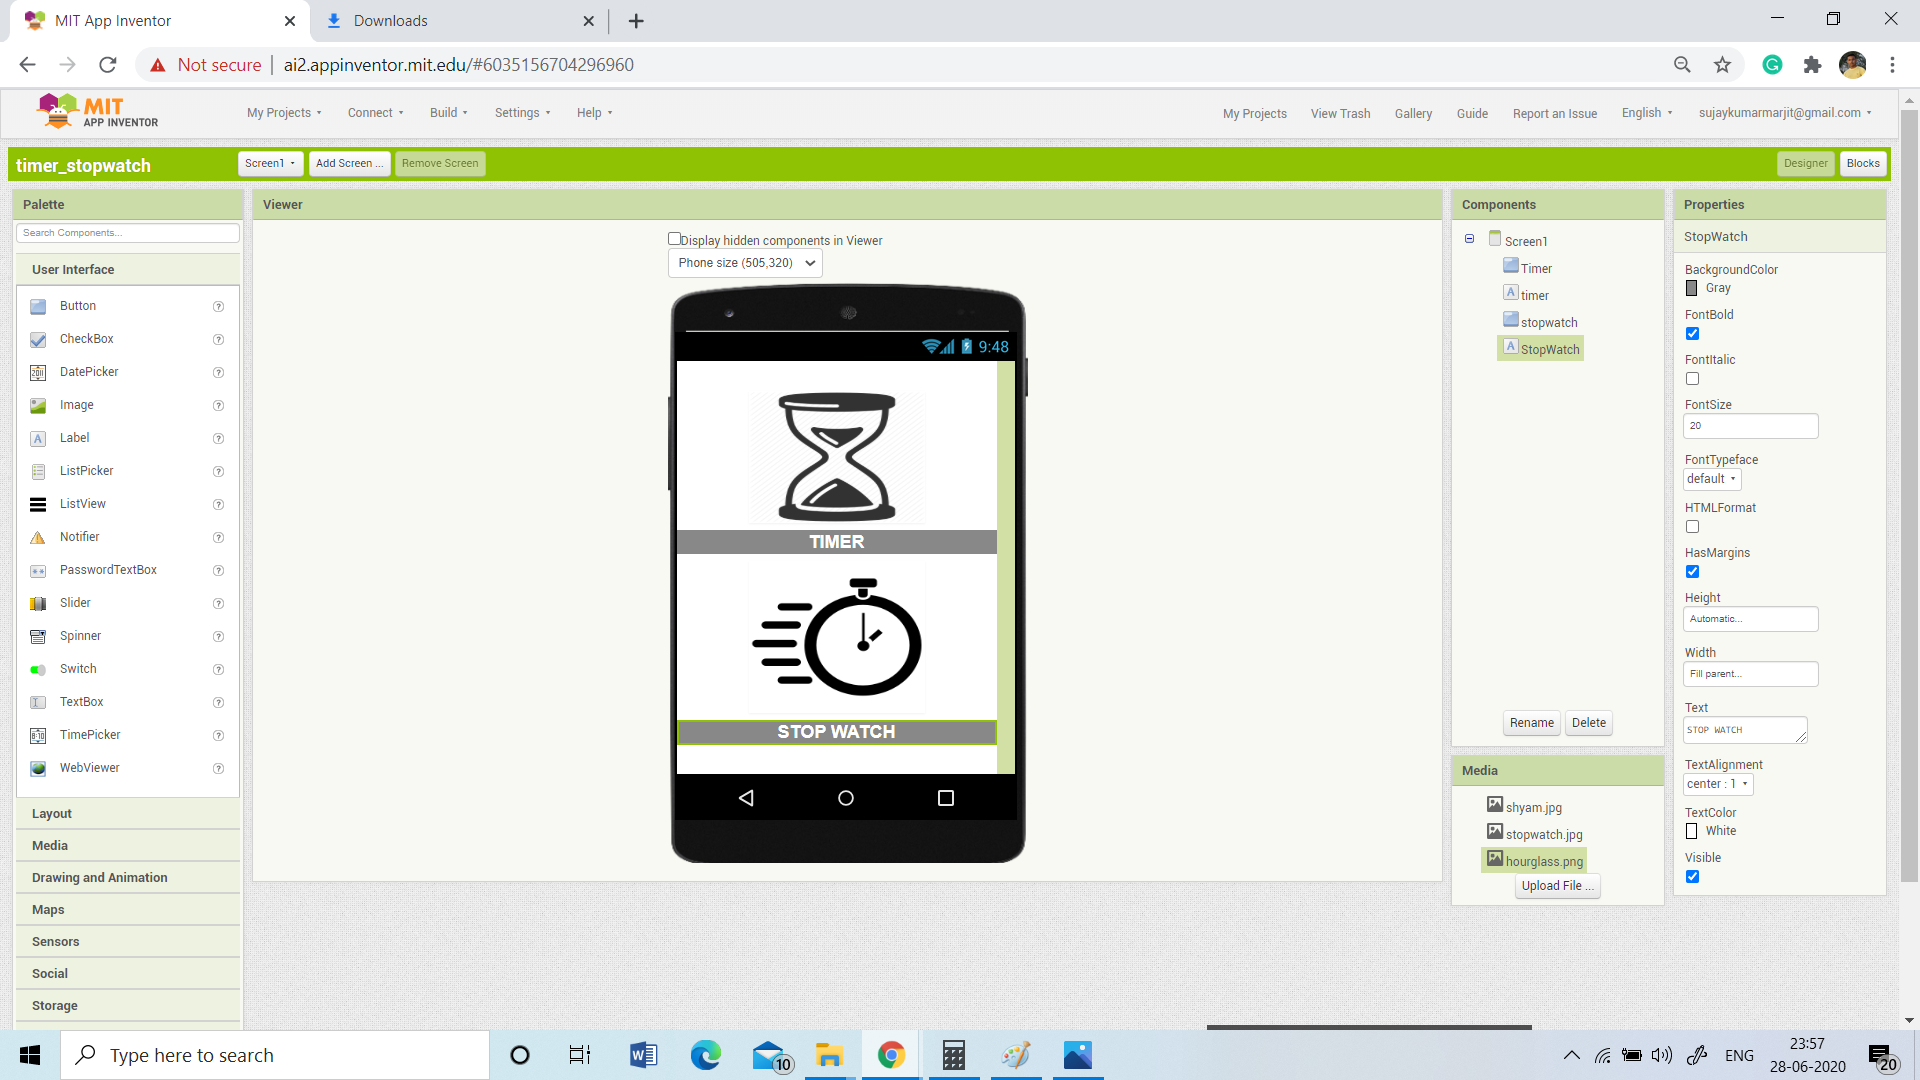 MIT App Inventor
Downloads
Not secure
ai2.appinventor.mit.edu/#6035156704296960
MIT
APP INVENTOR
My Projects
Connect
Build
Settings
Help
My Projects
View Trash
Gallery
Guide
Report an Issue
English
sujaykumarmarjit@gmail.com
timer_stopwatch
Screen1
Add Screen ...
Remove Screen
Designer
Blocks
Palette
Search Components...
User Interface
Button
CheckBox
DatePicker
Image
Label
ListPicker
ListView
Notifier
PasswordTextBox
Slider
Spinner
Switch
TextBox
TimePicker
WebViewer
Layout
Media
Drawing and Animation
Maps
Sensors
Social
Storage
Viewer
Display hidden components in Viewer
Phone size (505,320)
9:48
TIMER
STOP WATCH
Components
Screen1
Timer
timer
stopwatch
StopWatch
Rename
Delete
Media
shyam.jpg
stopwatch.jpg
hourglass.png
Upload File ...
Properties
StopWatch
BackgroundColor
Gray
FontBold
FontItalic
FontSize
20
FontTypeface
default
HTMLFormat
HasMargins
Height
Automatic...
Width
Fill parent...
Text
STOP WATCH
TextAlignment
center : 1
TextColor
White
Visible
Type here to search
10
ENG
23:57
28-06-2020
20